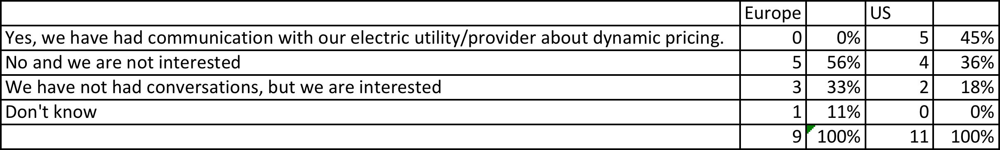 Europe US
Yes, we have had communication with our electric utility/provider about dynamic pricing. 0 0% 5 45%
No and we are not interested 5 56% 4 36%
We have not had conversations, but we are interested 3 33% 2 18%
Don't know 1 11% 0 0%
9 100% 11 100%